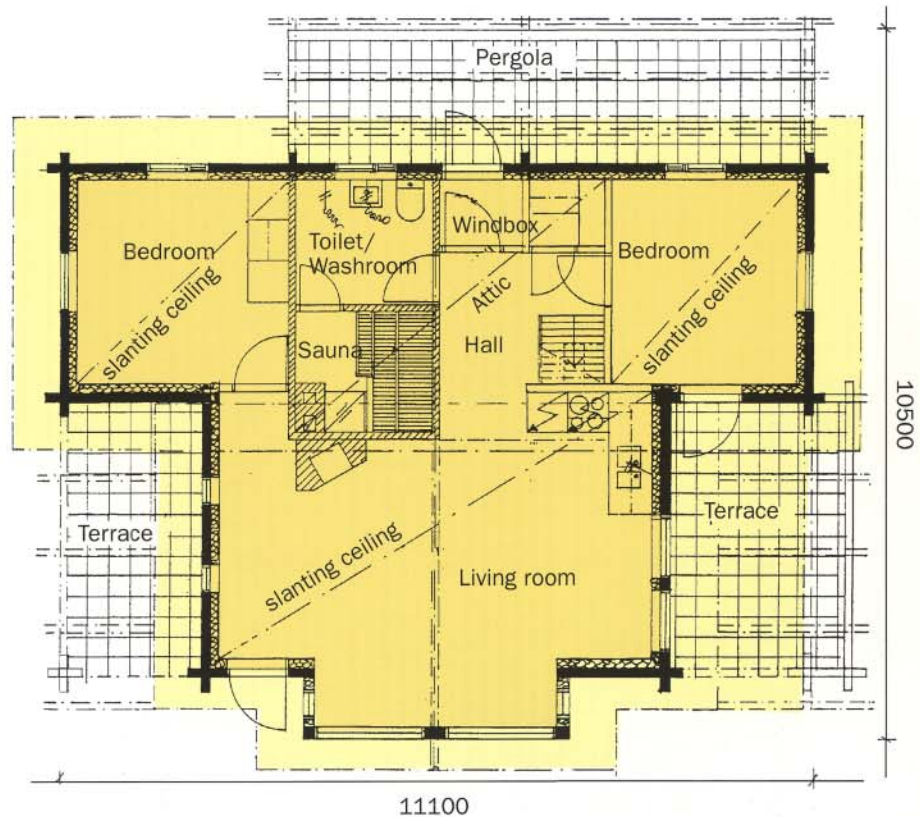 Pergola
Bedroom
slanting ceiling
Toilet/
Washroom
Windbox
Attic
Bedroom
slanting ceiling
Sauna
Hall
10500
Terrace
slanting ceiling
Living room
Terrace
11100